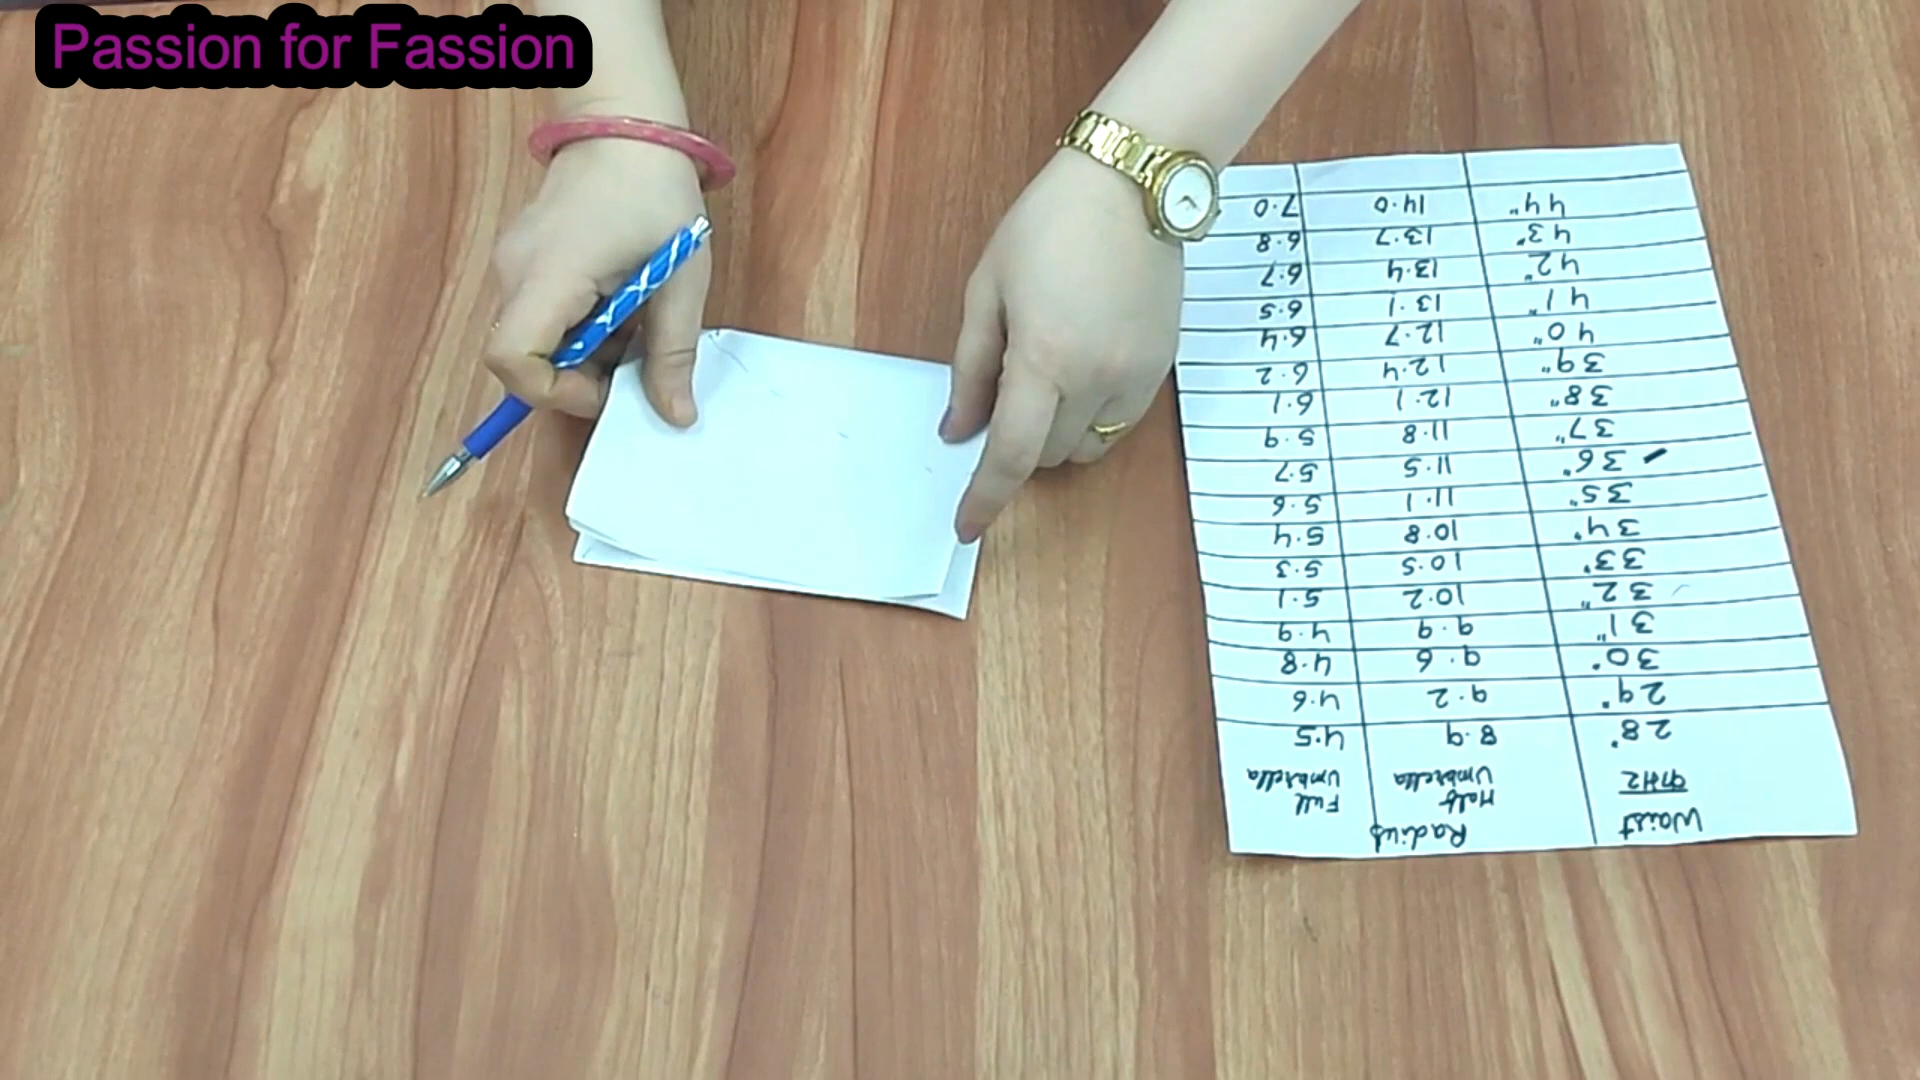 Passion for Fassion
Waist Radius
Half Full
Umbrella Umbrella
28" 8.9 4.5
29" 9.2 4.6
30" 9.6 4.8
31" 9.9 4.9
32" 10.2 5.1
33" 10.5 5.3
34" 10.8 5.4
35" 11.1 5.6
36" 11.5 5.7
37" 11.8 5.9
38" 12.1 6.1
39" 12.4 6.2
40" 12.7 6.4
41" 13.1 6.5
42" 13.4 6.7
43" 13.7 6.8
44" 14.0 7.0